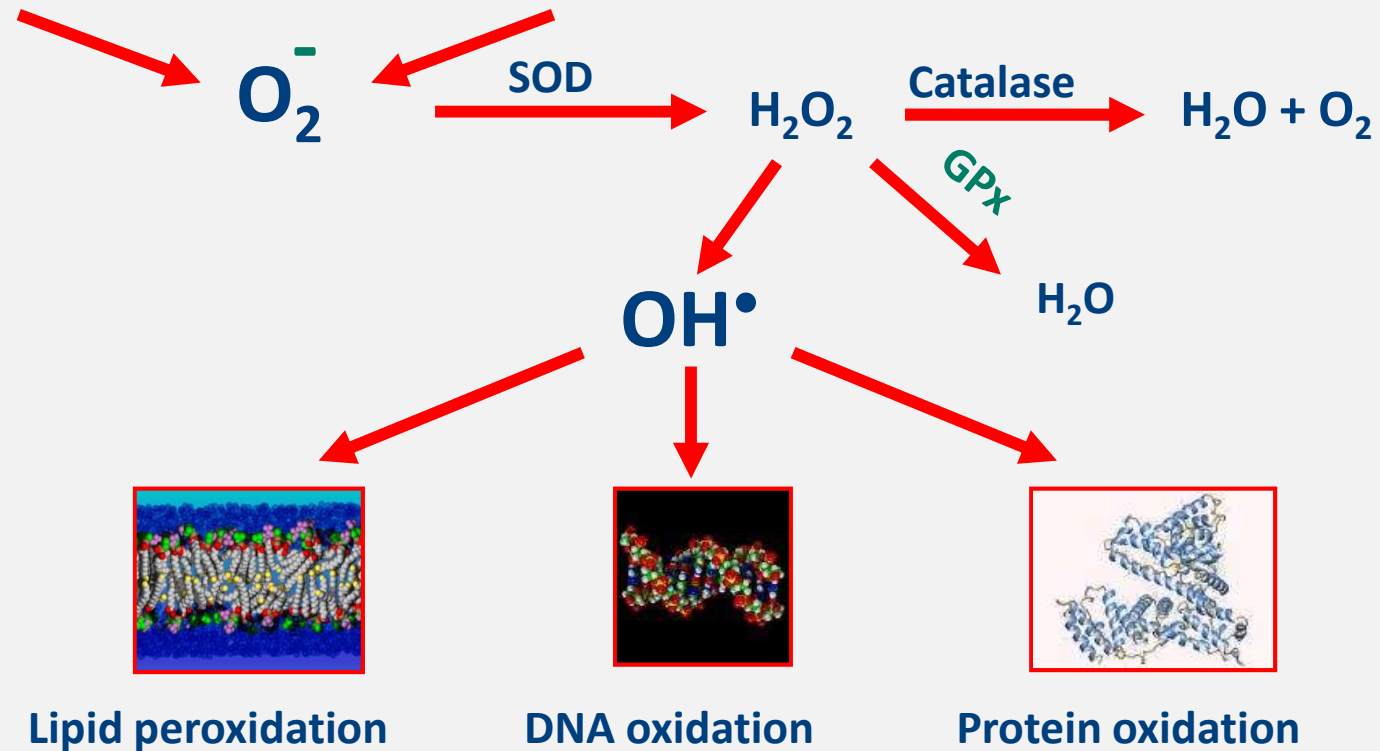 O₂⁻
SOD
H₂O₂
Catalase
H₂O + O₂
GPx
H₂O
OH•
Lipid peroxidation
DNA oxidation
Protein oxidation